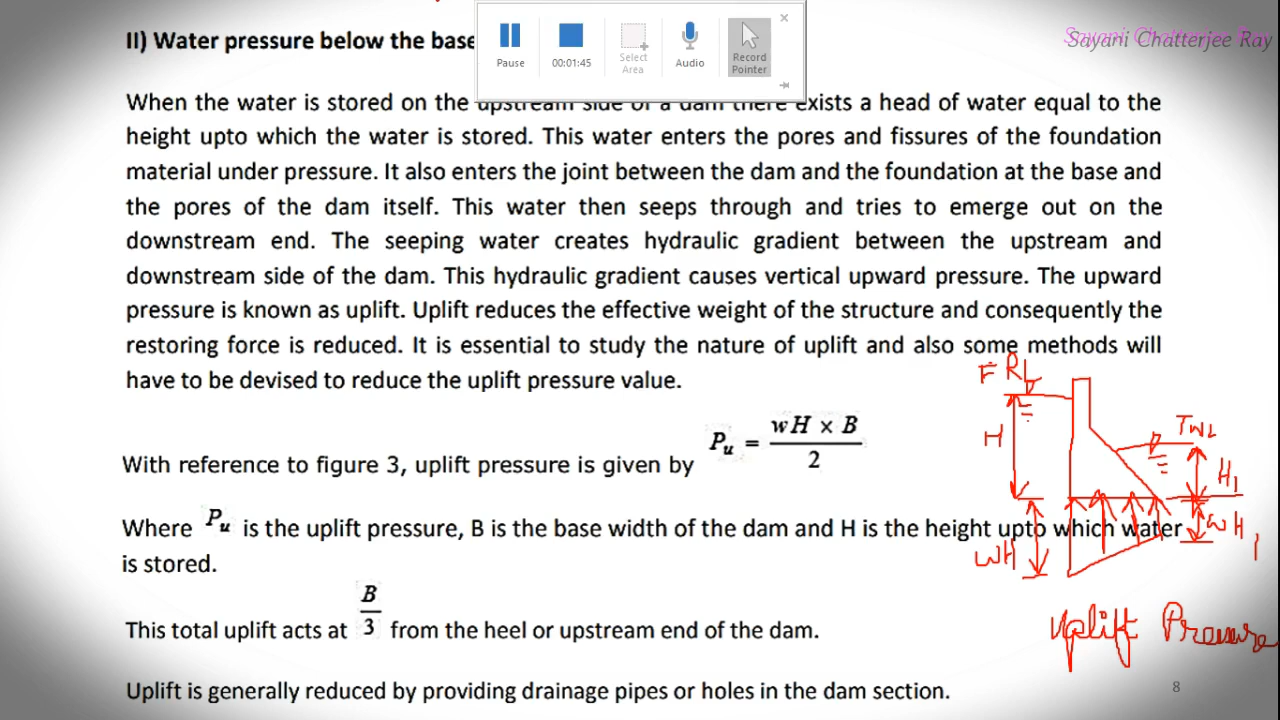 Sayani Chatterjee Ray
II) Water pressure below the base
Pause
00:01:45
Select
Area
Audio
Record
Pointer
When the water is stored on the upstream side of a dam there exists a head of water equal to the
height upto which the water is stored. This water enters the pores and fissures of the foundation
material under pressure. It also enters the joint between the dam and the foundation at the base and
the pores of the dam itself. This water then seeps through and tries to emerge out on the
downstream end. The seeping water creates hydraulic gradient between the upstream and
downstream side of the dam. This hydraulic gradient causes vertical upward pressure. The upward
pressure is known as uplift. Uplift reduces the effective weight of the structure and consequently the
restoring force is reduced. It is essential to study the nature of uplift and also some methods will
have to be devised to reduce the uplift pressure value.
FRL
H
TWL
H1
With reference to figure 3, uplift pressure is given by Pu = wH × B / 2
Where Pu is the uplift pressure, B is the base width of the dam and H is the height upto which water
is stored.
WH
WH1
This total uplift acts at B/3 from the heel or upstream end of the dam.
Uplift Pressure
Uplift is generally reduced by providing drainage pipes or holes in the dam section.
8